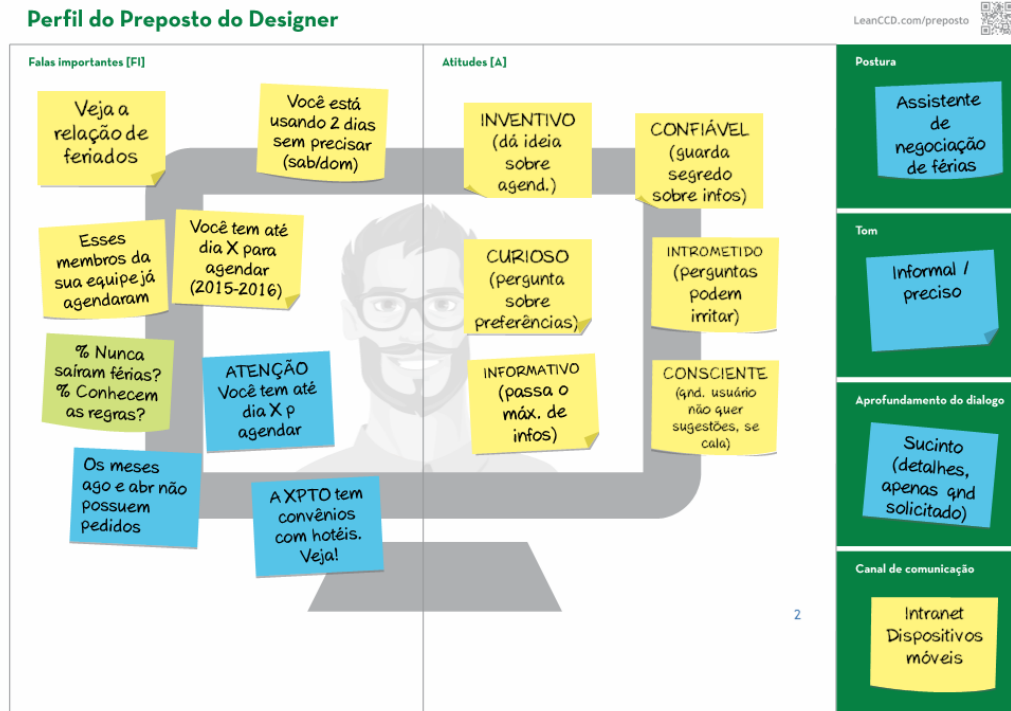 Perfil do Preposto do Designer
LeanCCD.com/preposto
Falas importantes [FI]
Veja a
relação de
feriados
Você está
usando 2 dias
sem precisar
(sab/dom)
Esses
membros da
sua equipe já
agendaram
Você tem até
dia X para
agendar
(2015-2016)
% Nunca
saíram férias?
% Conhecem
as regras?
ATENÇÃO
Você tem até
dia X p
agendar
Os meses
ago e abr não
possuem
pedidos
A XPTO tem
convênios
com hotéis.
Veja!
Atitudes [A]
INVENTIVO
(dá ideia
sobre
agend.)
CONFIÁVEL
(guarda
segredo
sobre infos)
CURIOSO
(pergunta
sobre
preferências)
INTROMETIDO
(perguntas
podem
irritar)
INFORMATIVO
(passa o
máx. de
infos)
CONSCIENTE
(qnd. usuário
não quer
sugestões, se
cala)
2
Postura
Assistente
de
negociação
de férias
Tom
Informal /
preciso
Aprofundamento do dialogo
Sucinto
(detalhes,
apenas qnd
solicitado)
Canal de comunicação
Intranet
Dispositivos
móveis